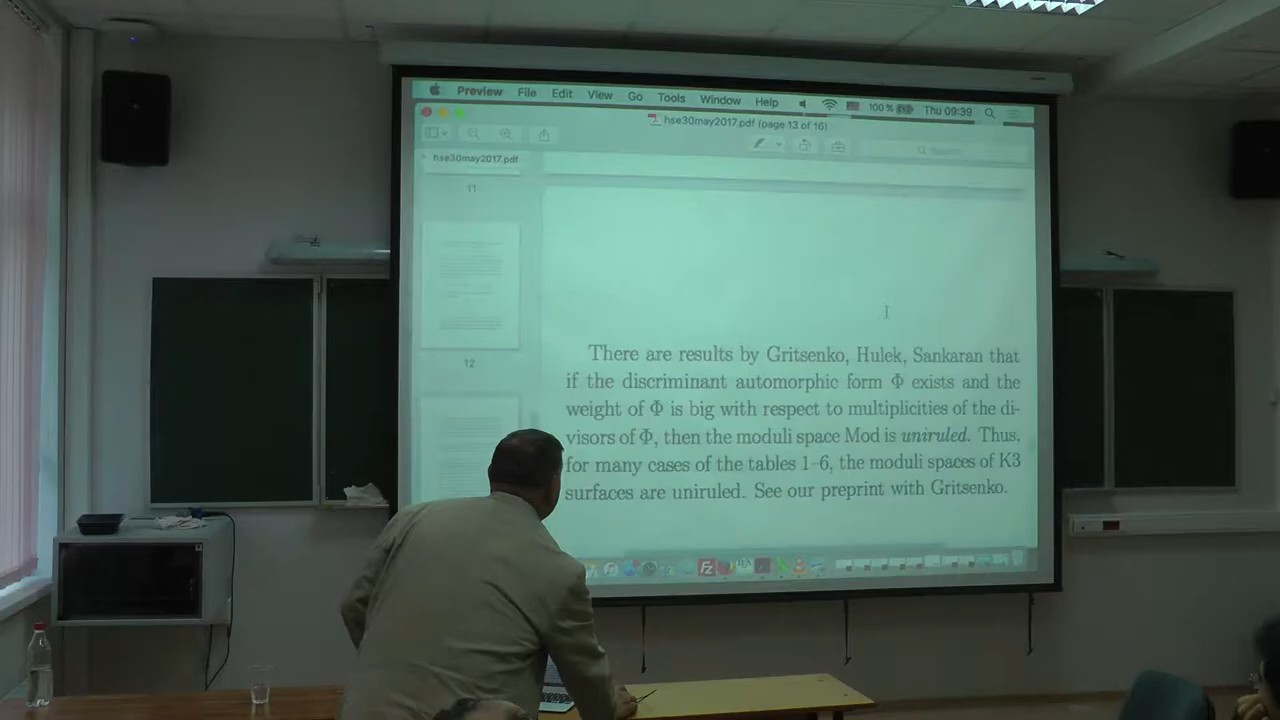 Preview File Edit View Go Tools Window Help 100 % Thu 09:39
hse30may2017.pdf (page 13 of 16)
Search
hse30may2017.pdf
11
12
There are results by Gritsenko, Hulek, Sankaran that
if the discriminant automorphic form Φ exists and the
weight of Φ is big with respect to multiplicities of the di-
visors of Φ, then the moduli space Mod is uniruled. Thus,
for many cases of the tables 1–6, the moduli spaces of K3
surfaces are uniruled. See our preprint with Gritsenko.
Fz